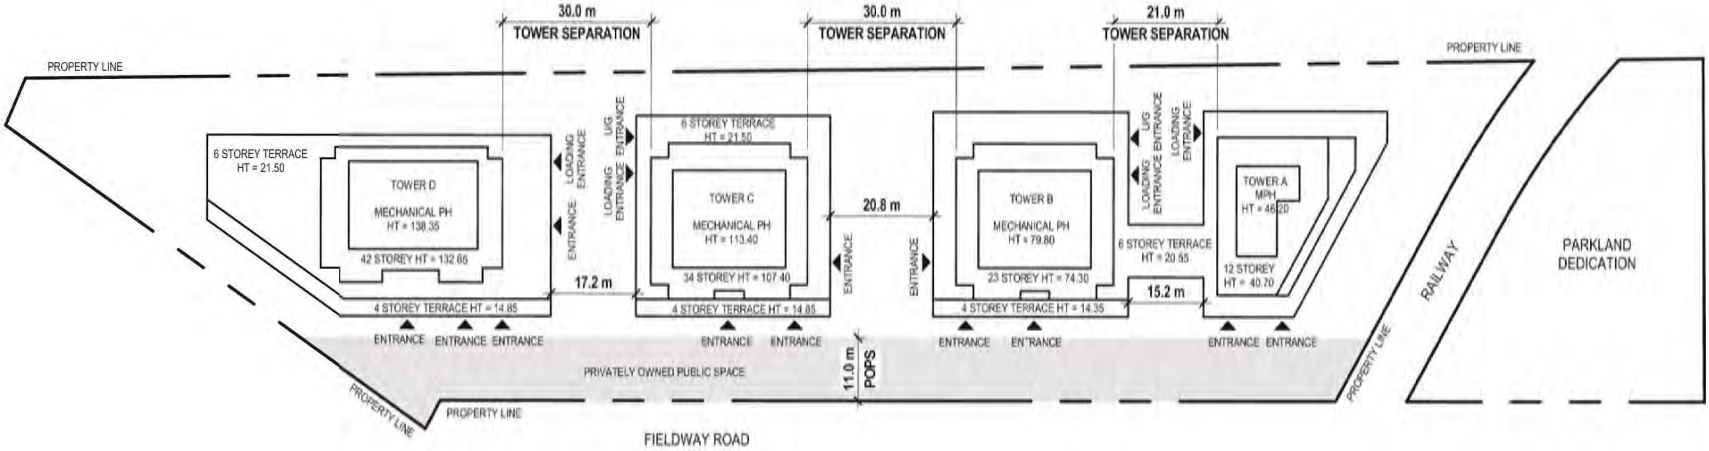 30.0 m
TOWER SEPARATION
30.0 m
TOWER SEPARATION
21.0 m
TOWER SEPARATION
PROPERTY LINE
PROPERTY LINE
6 STOREY TERRACE
HT = 21.50
TOWER D
MECHANICAL PH
HT = 138.35
42 STOREY HT = 132.65
4 STOREY TERRACE HT = 14.85
LOADING
ENTRANCE
ENTRANCE
17.2 m
U/G
ENTRANCE
LOADING
ENTRANCE
6 STOREY TERRACE
HT = 21.50
TOWER C
MECHANICAL PH
HT = 113.40
34 STOREY HT = 107.40
4 STOREY TERRACE HT = 14.85
20.8 m
ENTRANCE
ENTRANCE
TOWER B
MECHANICAL PH
HT = 79.80
23 STOREY HT = 74.30
4 STOREY TERRACE HT = 14.35
U/G
ENTRANCE
LOADING
ENTRANCE
LOADING
ENTRANCE
6 STOREY TERRACE
HT = 20.55
15.2 m
TOWER A
MPH
HT = 46.20
12 STOREY
HT = 40.70
RAILWAY
PARKLAND
DEDICATION
ENTRANCE
ENTRANCE
ENTRANCE
ENTRANCE
ENTRANCE
ENTRANCE
ENTRANCE
ENTRANCE
ENTRANCE
PRIVATELY OWNED PUBLIC SPACE
11.0 m
POPS
PROPERTY LINE
PROPERTY LINE
PROPERTY LINE
FIELDWAY ROAD